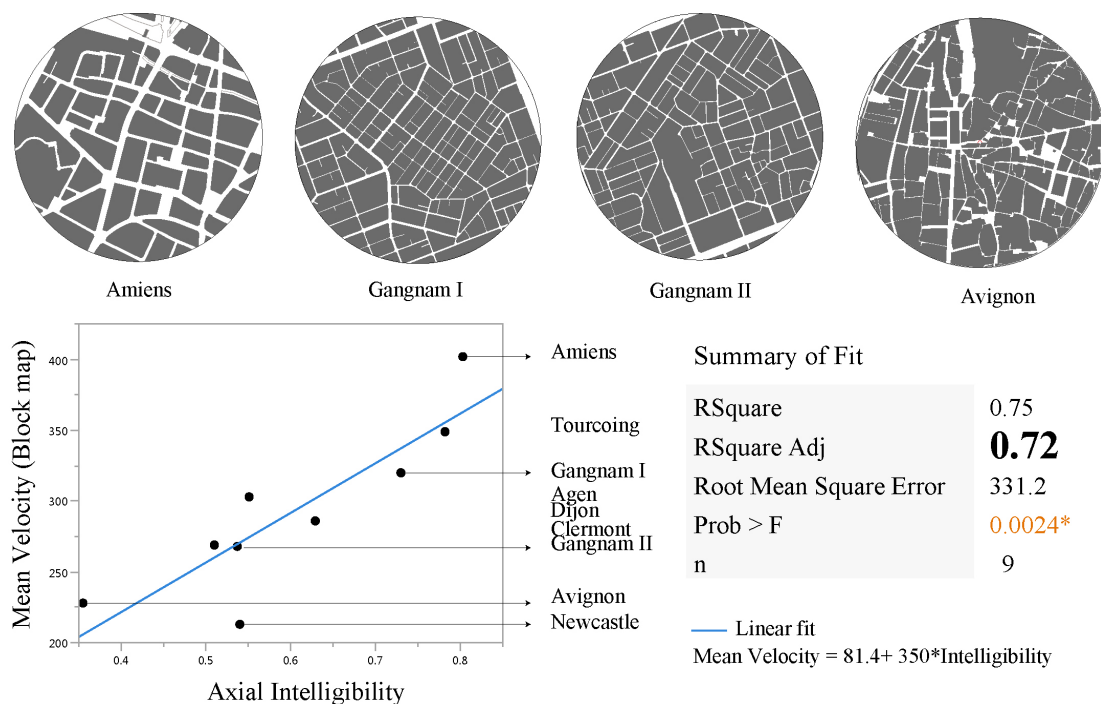 Amiens
Gangnam I
Gangnam II
Avignon
Mean Velocity (Block map)
400
350
300
250
200
0.4 0.5 0.6 0.7 0.8
Axial Intelligibility
Amiens
Tourcoing
Gangnam I
Agen
Dijon
Clermont
Gangnam II
Avignon
Newcastle
Summary of Fit
RSquare 0.75
RSquare Adj 0.72
Root Mean Square Error 331.2
Prob > F 0.0024*
n 9
Linear fit
Mean Velocity = 81.4+ 350*Intelligibility